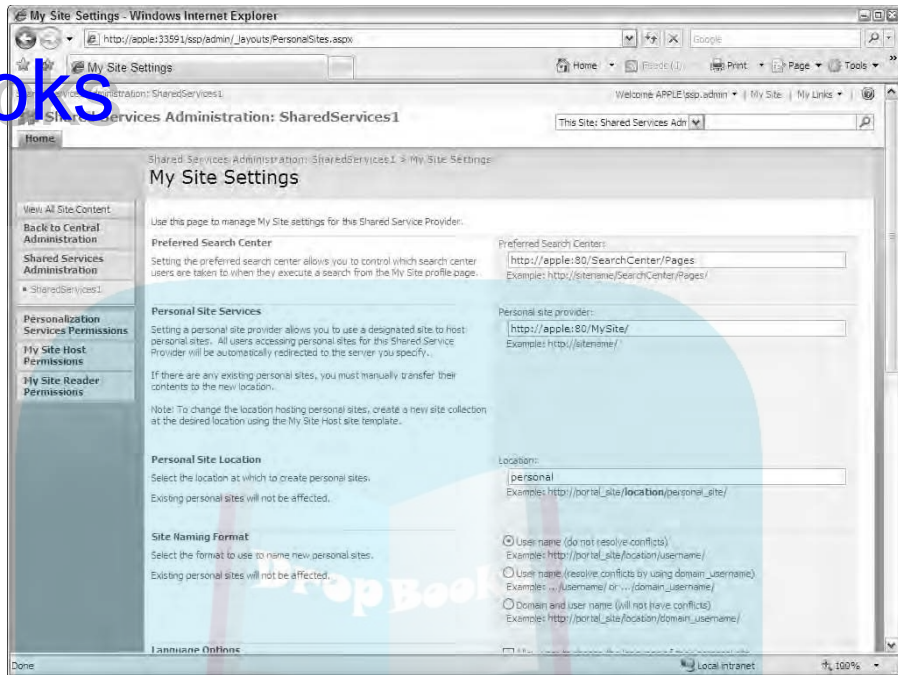 My Site Settings - Windows Internet Explorer
http://apple:33591/ssp/admin/_layouts/PersonalSites.aspx
Google
My Site Settings
Home
Print
Page
Tools
oks
SharedServices1
Welcome APPLE\ssp.admin
My Site
My Links
Services Administration: SharedServices1
This Site: Shared Services Adm
Home
Shared Services Administration: SharedServices1 > My Site Settings
My Site Settings
View All Site Content
Back to Central
Administration
Shared Services
Administration
SharedServices1
Personalization
Services Permissions
My Site Host
Permissions
My Site Reader
Permissions
Use this page to manage My Site settings for this Shared Service Provider.
Preferred Search Center
Setting the preferred search center allows you to control which search center
users are taken to when they execute a search from the My Site profile page.
Preferred Search Center:
http://apple:80/SearchCenter/Pages
Example: http://sitename/SearchCenter/Pages/
Personal Site Services
Setting a personal site provider allows you to use a designated site to host
personal sites. All users accessing personal sites for this Shared Service
Provider will be automatically redirected to the server you specify.
If there are any existing personal sites, you must manually transfer their
contents to the new location.
Note: To change the location hosting personal sites, create a new site collection
at the desired location using the My Site Host site template.
Personal site provider:
http://apple:80/MySite/
Example: http://sitename/
Personal Site Location
Select the location at which to create personal sites.
Existing personal sites will not be affected.
Location:
personal
Example: http://portal_site/location/personal_site/
Site Naming Format
Select the format to use to name new personal sites.
Existing personal sites will not be affected.
User name (do not resolve conflicts)
Example: http://portal_site/location/username/
User name (resolve conflicts by using domain_username)
Example: .../username/ or .../domain_username/
Domain and user name (will not have conflicts)
Example: http://portal_site/location/domain_username/
DropBook
Language Options
Done
Local intranet
100%